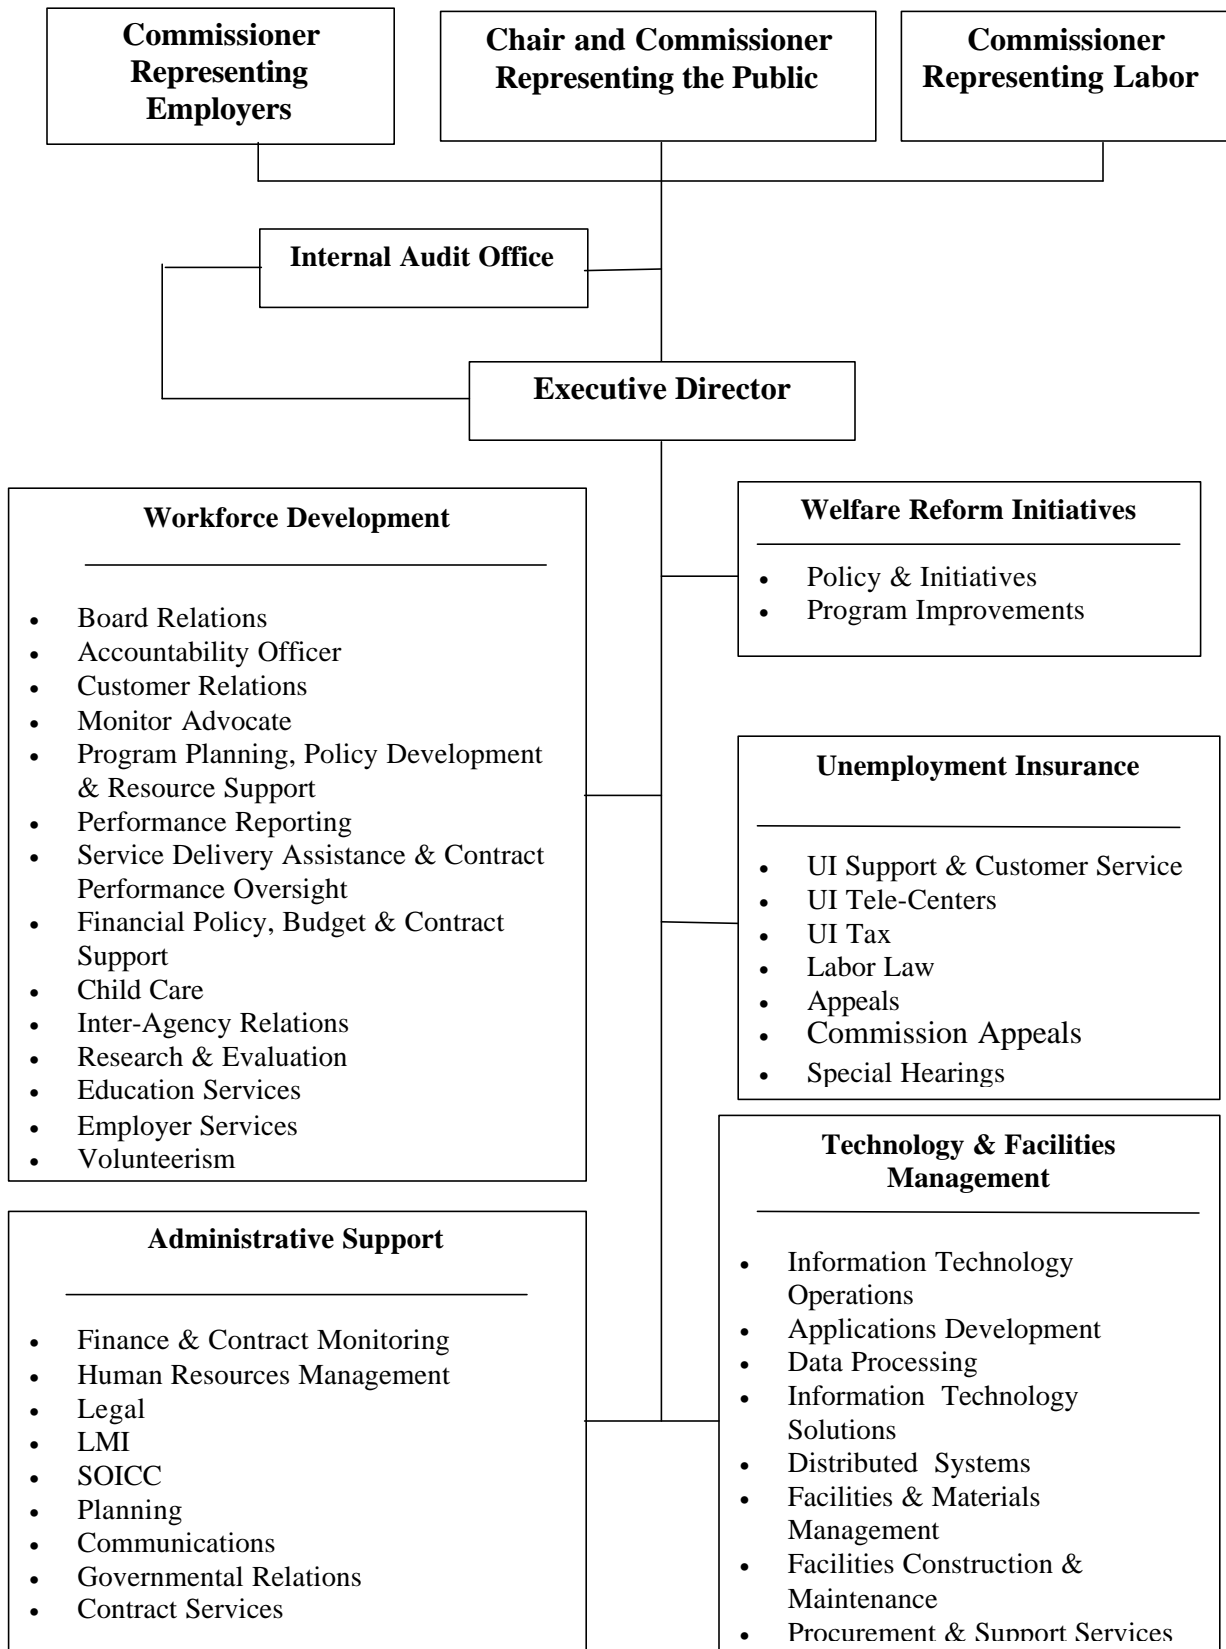 Commissioner
Representing
Employers
Chair and Commissioner
Representing the Public
Commissioner
Representing Labor
Internal Audit Office
Executive Director
Workforce Development
• Board Relations
• Accountability Officer
• Customer Relations
• Monitor Advocate
• Program Planning, Policy Development
& Resource Support
• Performance Reporting
• Service Delivery Assistance & Contract
Performance Oversight
• Financial Policy, Budget & Contract
Support
• Child Care
• Inter-Agency Relations
• Research & Evaluation
• Education Services
• Employer Services
• Volunteerism
Welfare Reform Initiatives
• Policy & Initiatives
• Program Improvements
Unemployment Insurance
• UI Support & Customer Service
• UI Tele-Centers
• UI Tax
• Labor Law
• Appeals
• Commission Appeals
• Special Hearings
Administrative Support
• Finance & Contract Monitoring
• Human Resources Management
• Legal
• LMI
• SOICC
• Planning
• Communications
• Governmental Relations
• Contract Services
Technology & Facilities
Management
• Information Technology
Operations
• Applications Development
• Data Processing
• Information Technology
Solutions
• Distributed Systems
• Facilities & Materials
Management
• Facilities Construction &
Maintenance
• Procurement & Support Services